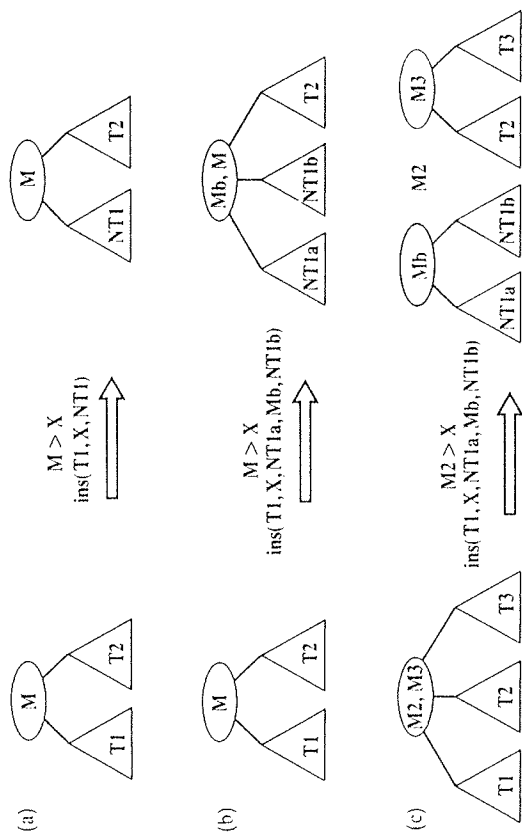 (a)
M
T1
T2
M > X
ins( T1, X, NT1)
M
NT1
T2
(b)
M
T1
T2
M > X
ins( T1, X, NT1a, Mb, NT1b)
Mb, M
NT1a
NT1b
T2
(c)
M2, M3
T1
T2
T3
M2 > X
ins( T1, X, NT1a, Mb, NT1b)
Mb
NT1a
NT1b
M2
M3
T2
T3